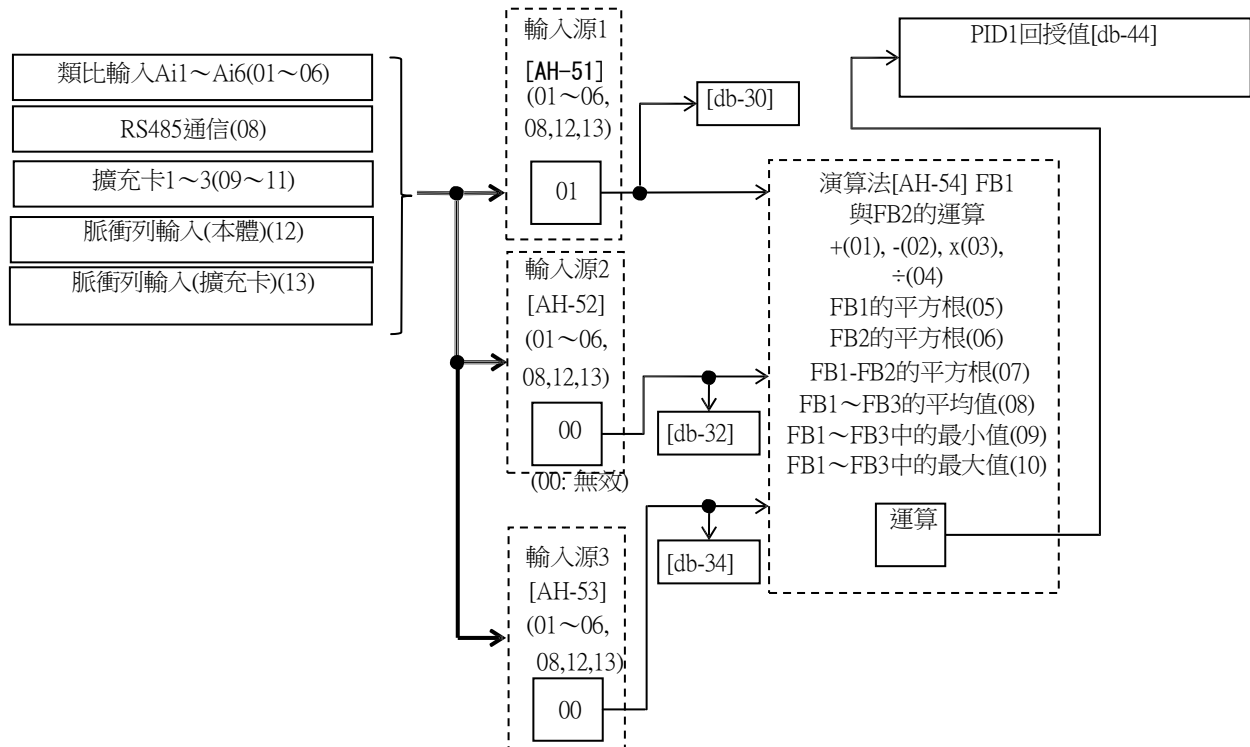 類比輸入Ai1～Ai6(01～06)
RS485通信(08)
擴充卡1～3(09～11)
脈衝列輸入(本體)(12)
脈衝列輸入(擴充卡)(13)
輸入源1
[AH-51]
(01～06,
08,12,13)
01
[db-30]
輸入源2
[AH-52]
(01～06,
08,12,13)
00
(00: 無效)
[db-32]
輸入源3
[AH-53]
(01～06,
08,12,13)
00
[db-34]
演算法[AH-54] FB1
與FB2的運算
+(01), -(02), x(03),
÷(04)
FB1的平方根(05)
FB2的平方根(06)
FB1-FB2的平方根(07)
FB1～FB3的平均值(08)
FB1～FB3中的最小值(09)
FB1～FB3中的最大值(10)
運算
PID1回授值[db-44]